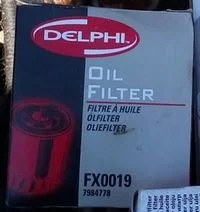 DELPHI
OIL
FILTER
FILTRE À HUILE
ÖLFILTER
OLIEFILTER
FX0019
7984778